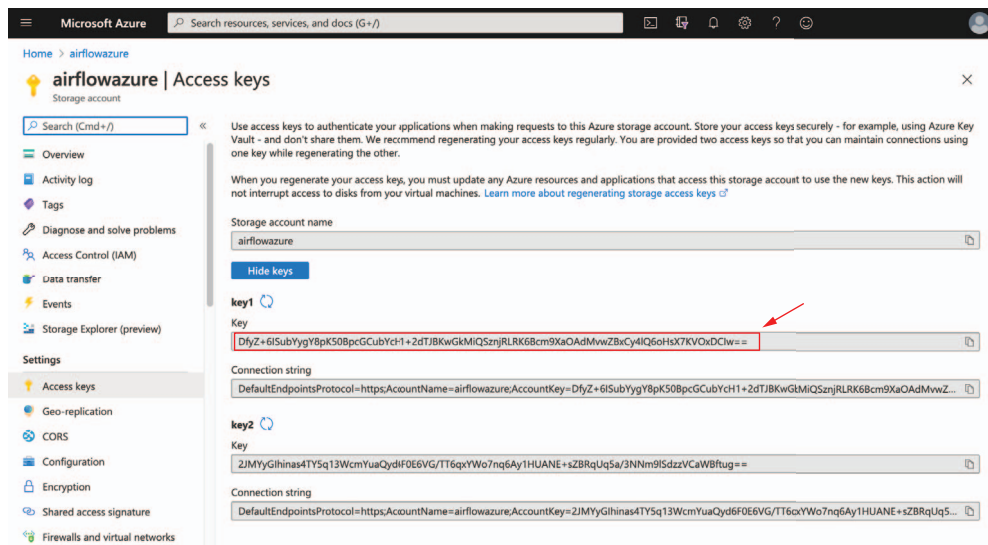 Microsoft Azure
Search resources, services, and docs (G+/)
Home > airflowazure
airflowazure | Access keys
Storage account
Search (Cmd+/)
Overview
Activity log
Tags
Diagnose and solve problems
Access Control (IAM)
Data transfer
Events
Storage Explorer (preview)
Settings
Access keys
Geo-replication
CORS
Configuration
Encryption
Shared access signature
Firewalls and virtual networks
Use access keys to authenticate your applications when making requests to this Azure storage account. Store your access keys securely - for example, using Azure Key
Vault - and don't share them. We recommend regenerating your access keys regularly. You are provided two access keys so that you can maintain connections using
one key while regenerating the other.
When you regenerate your access key, you must update any Azure resources and applications that access this storage account to use the new keys. This action will
not interrupt access to disks from your virtual machines. Learn more about regenerating storage access keys
Storage account name
airflowazure
Hide keys
key1
Key
DfyZ+6ISubYygY8pK50BpcGCubYcH1+2dTJBKwGkMiQSznjRLRK6Bcm9XaOAdMvwZBxCy4IQ6oHsX7KVOxDCIw==
Connection string
DefaultEndpointsProtocol=https;AccountName=airflowazure;AccountKey=DfyZ+6ISubYygY8pK50BpcGCubYcH1+2dTJBKwGkMiQSznjRLRK6Bcm9XaOAdMvwZ...
key2
Key
2JMYyGIhinas4TY5q13WcmYuaQyd6F0E6VG/TT6qxYWo7nq6Ay1HUANE+sZBRqUq5a/3NNm9ISdzzVCaWBftug==
Connection string
DefaultEndpointsProtocol=https;AccountName=airflowazure;AccountKey=2JMYyGIhinas4TY5q13WcmYuaQyd6F0E6VG/TT6qxYWo7nq6Ay1HUANE+sZBRqUq5...